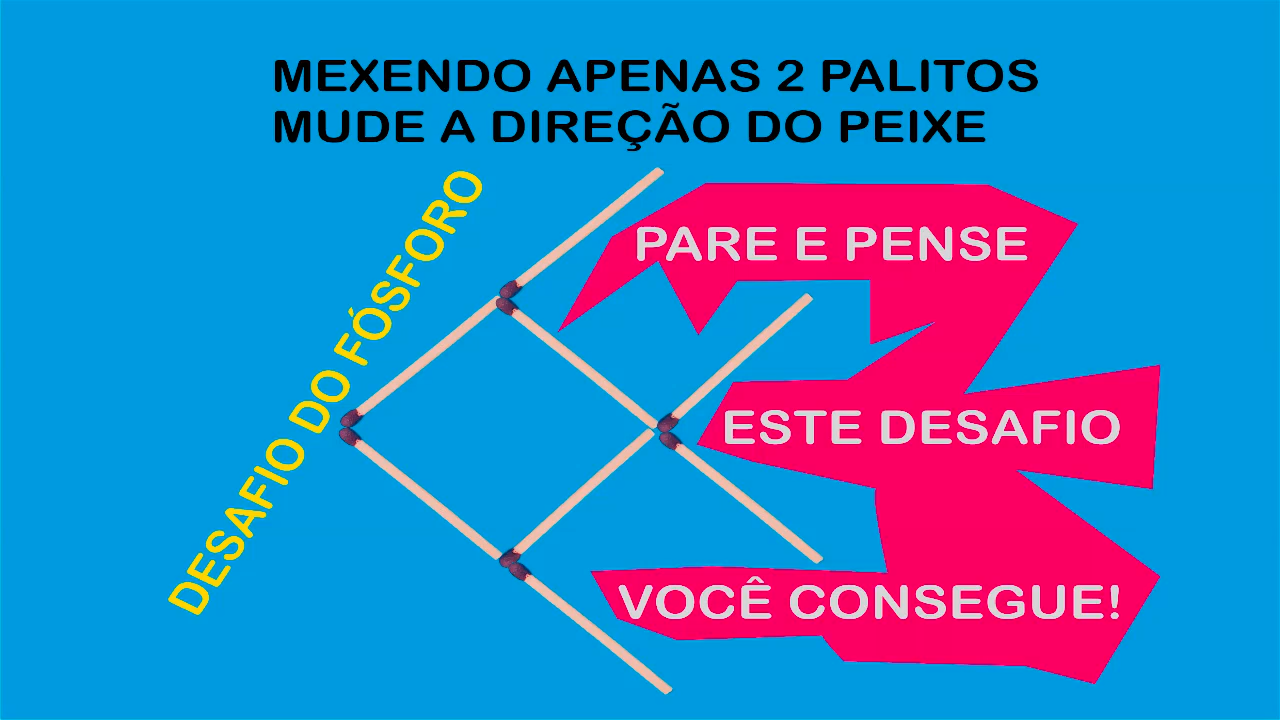 MEXENDO APENAS 2 PALITOS
MUDE A DIREÇÃO DO PEIXE
DESAFIO DO FÓSFORO
PARE E PENSE
ESTE DESAFIO
VOCÊ CONSEGUE!